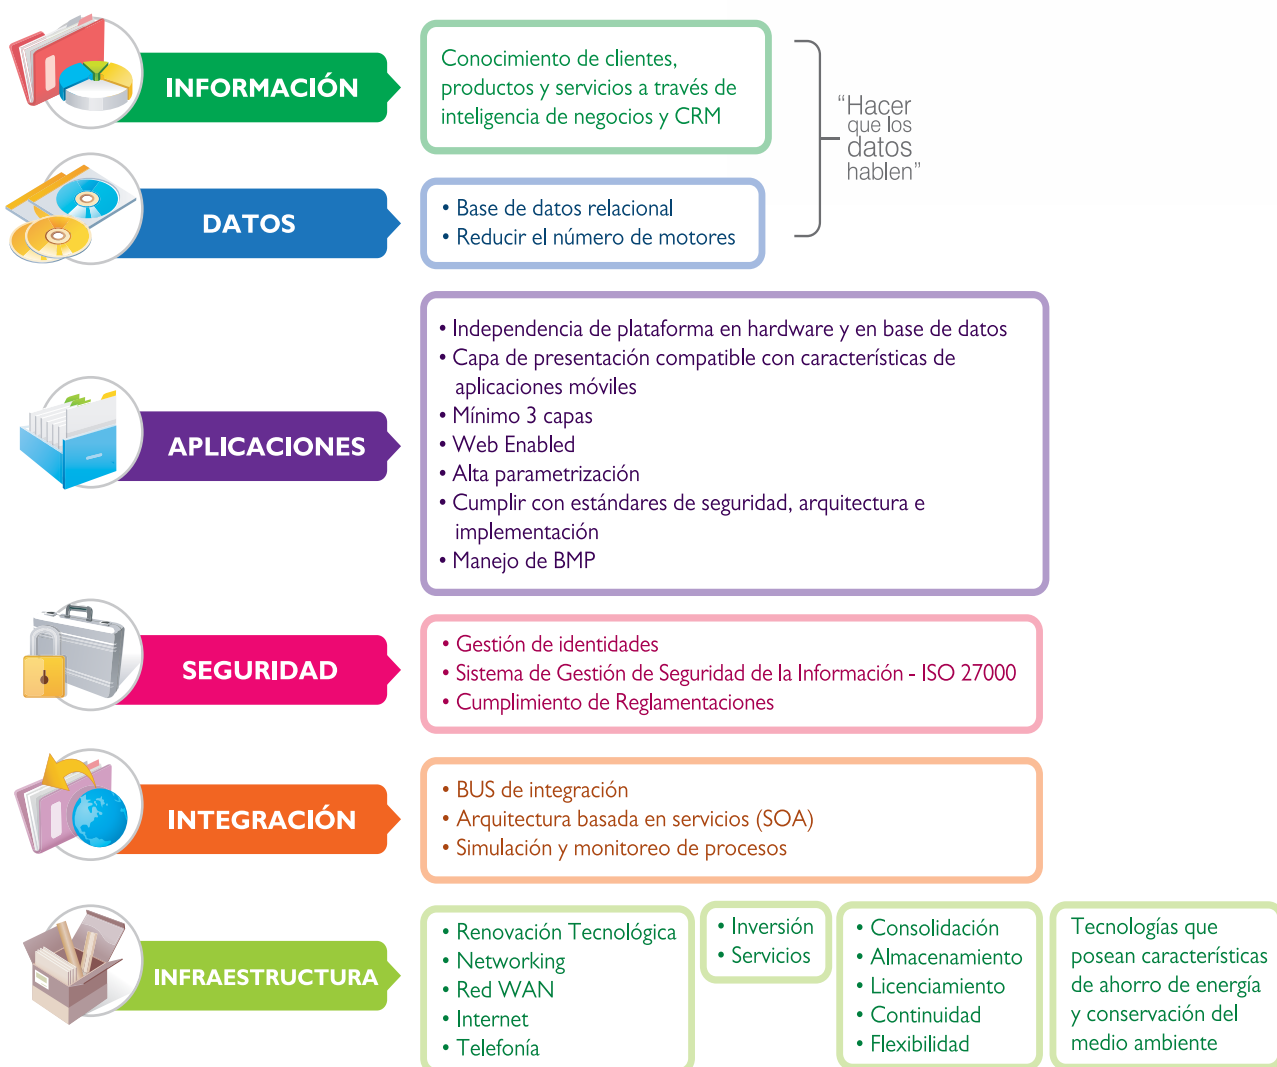 INFORMACIÓN
Conocimiento de clientes,
productos y servicios a través de
inteligencia de negocios y CRM
“Hacer
que los
datos
hablen”
DATOS
• Base de datos relacional
• Reducir el número de motores
APLICACIONES
• Independencia de plataforma en hardware y en base de datos
• Capa de presentación compatible con características de
aplicaciones móviles
• Mínimo 3 capas
• Web Enabled
• Alta parametrización
• Cumplir con estándares de seguridad, arquitectura e
implementación
• Manejo de BMP
SEGURIDAD
• Gestión de identidades
• Sistema de Gestión de Seguridad de la Información - ISO 27000
• Cumplimiento de Reglamentaciones
INTEGRACIÓN
• BUS de integración
• Arquitectura basada en servicios (SOA)
• Simulación y monitoreo de procesos
INFRAESTRUCTURA
• Renovación Tecnológica
• Networking
• Red WAN
• Internet
• Telefonía
• Inversión
• Servicios
• Consolidación
• Almacenamiento
• Licenciamiento
• Continuidad
• Flexibilidad
Tecnologías que
posean características
de ahorro de energía
y conservación del
medio ambiente